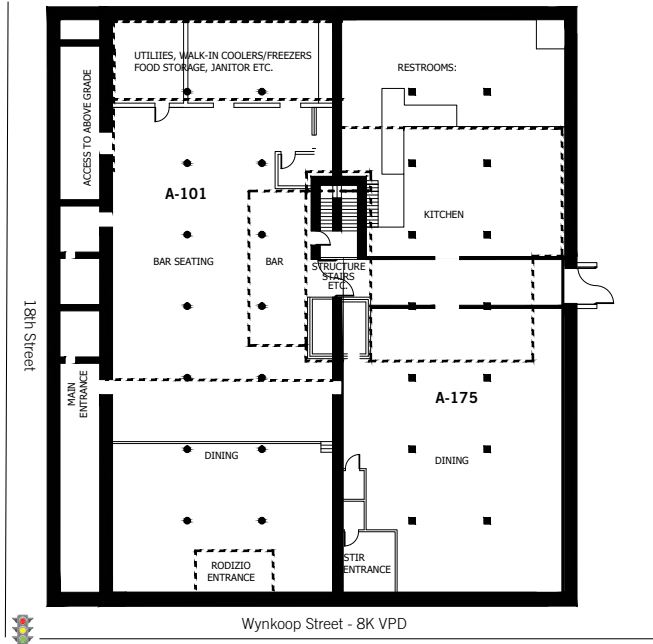 UTILIIES, WALK-IN COOLERS/FREEZERS
FOOD STORAGE, JANITOR ETC.
RESTROOMS:
ACCESS TO ABOVE GRADE
A-101
KITCHEN
BAR SEATING
BAR
STRUCTURE
STAIRS
ETC.
18th Street
MAIN
ENTRANCE
A-175
DINING
DINING
RODIZIO
ENTRANCE
STIR
ENTRANCE
Wynkoop Street - 8K VPD